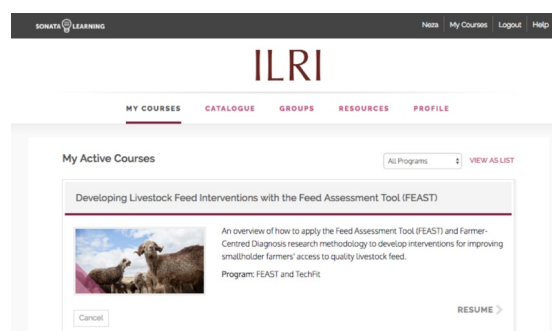 SONATA LEARNING
Neza My Courses Logout Help
ILRI
MY COURSES CATALOGUE GROUPS RESOURCES PROFILE
My Active Courses
All Programs VIEW AS LIST
Developing Livestock Feed Interventions with the Feed Assessment Tool (FEAST)
An overview of how to apply the Feed Assessment Tool (FEAST) and Farmer-
Centred Diagnosis research methodology to develop interventions for improving
smallholder farmers' access to quality livestock feed.
Program: FEAST and TechFit
RESUME
Cancel